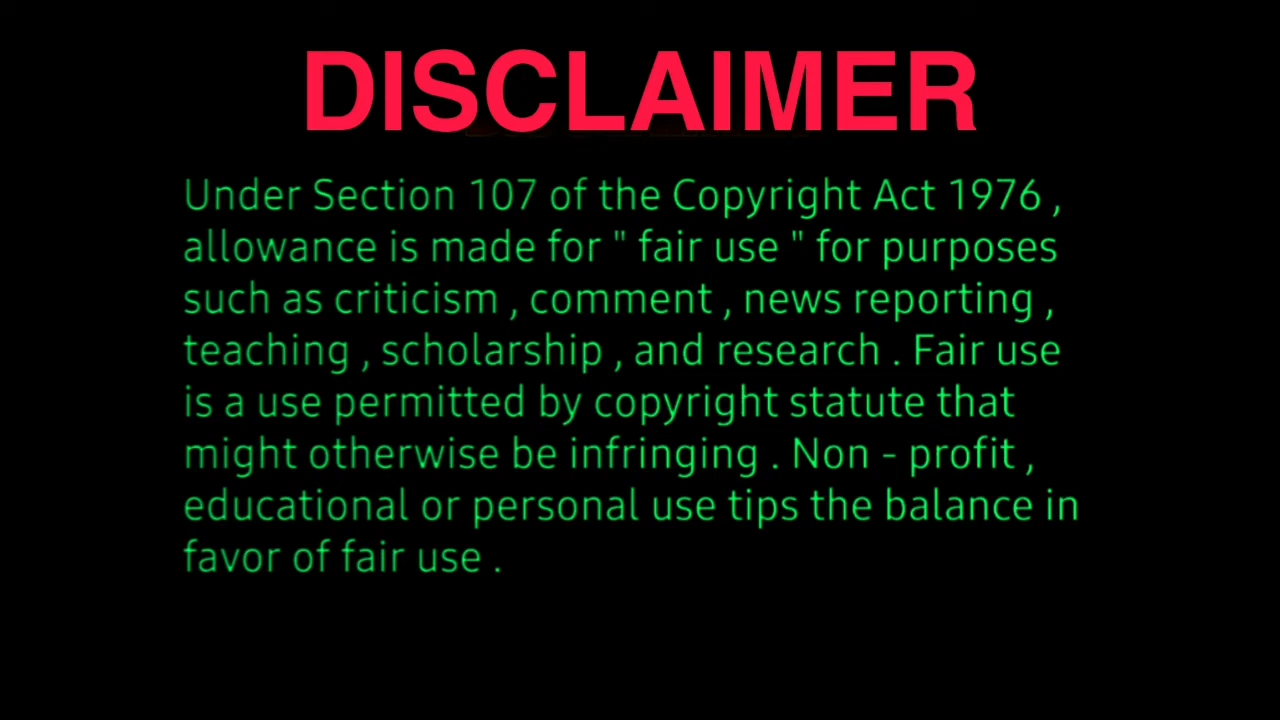 DISCLAIMER
Under Section 107 of the Copyright Act 1976 ,
allowance is made for " fair use " for purposes
such as criticism , comment , news reporting ,
teaching , scholarship , and research . Fair use
is a use permitted by copyright statute that
might otherwise be infringing . Non - profit ,
educational or personal use tips the balance in
favor of fair use .